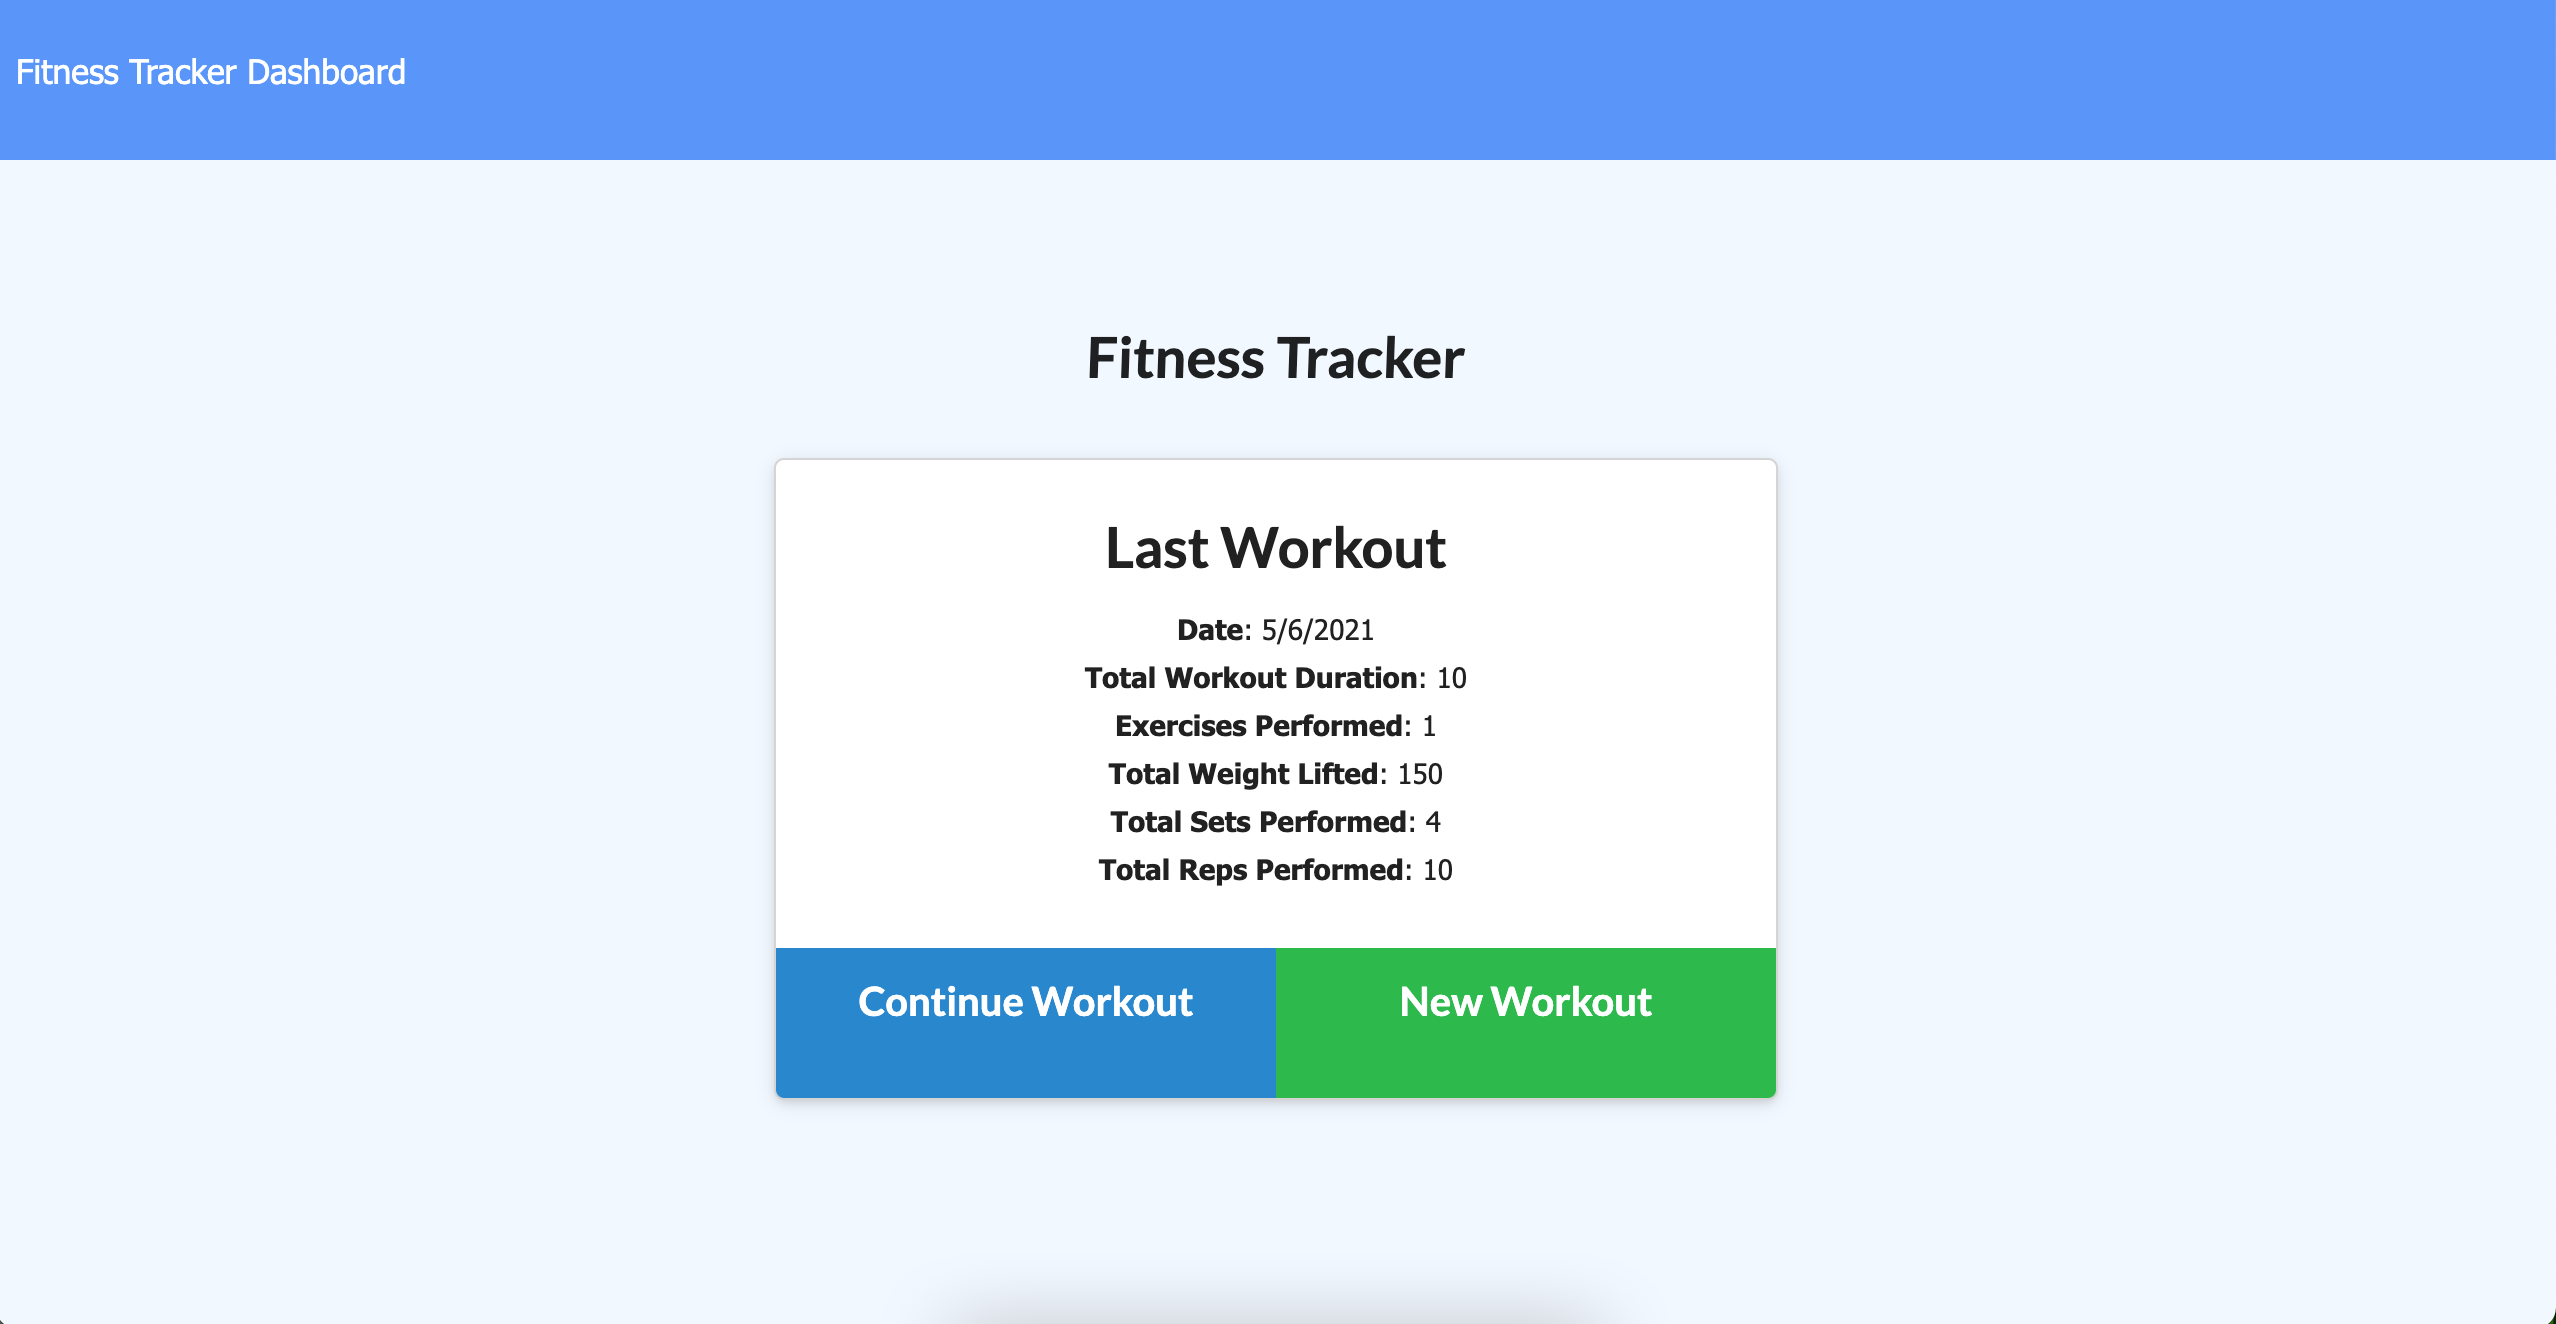 Fitness Tracker Dashboard
Fitness Tracker
Last Workout
Date: 5/6/2021
Total Workout Duration: 10
Exercises Performed: 1
Total Weight Lifted: 150
Total Sets Performed: 4
Total Reps Performed: 10
Continue Workout New Workout